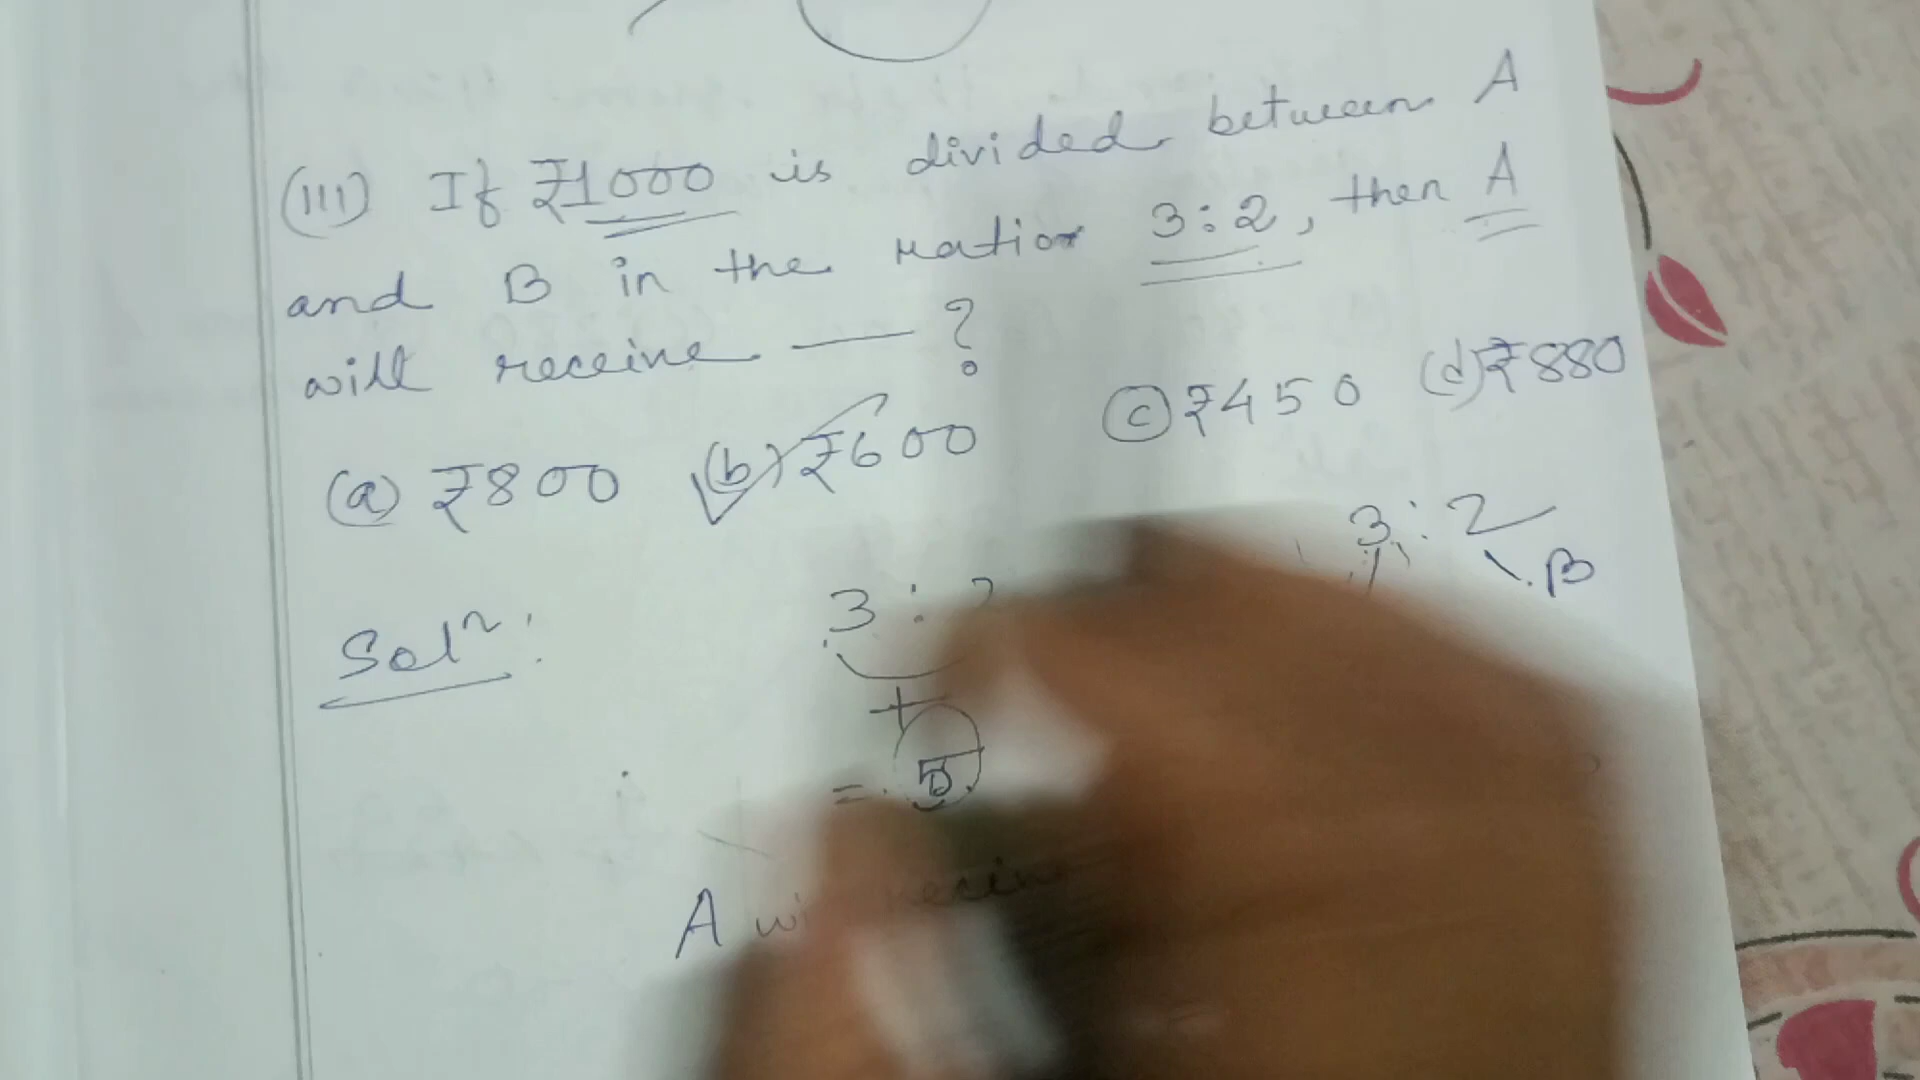 (III) If ₹1000 is divided between A
and B in the ratio 3:2, then A
will receive — ?
(a) ₹800 (b) ₹600 (c) ₹450 (d) ₹880
3 : 2
B
Solⁿ:
3 :
+
= 5
A